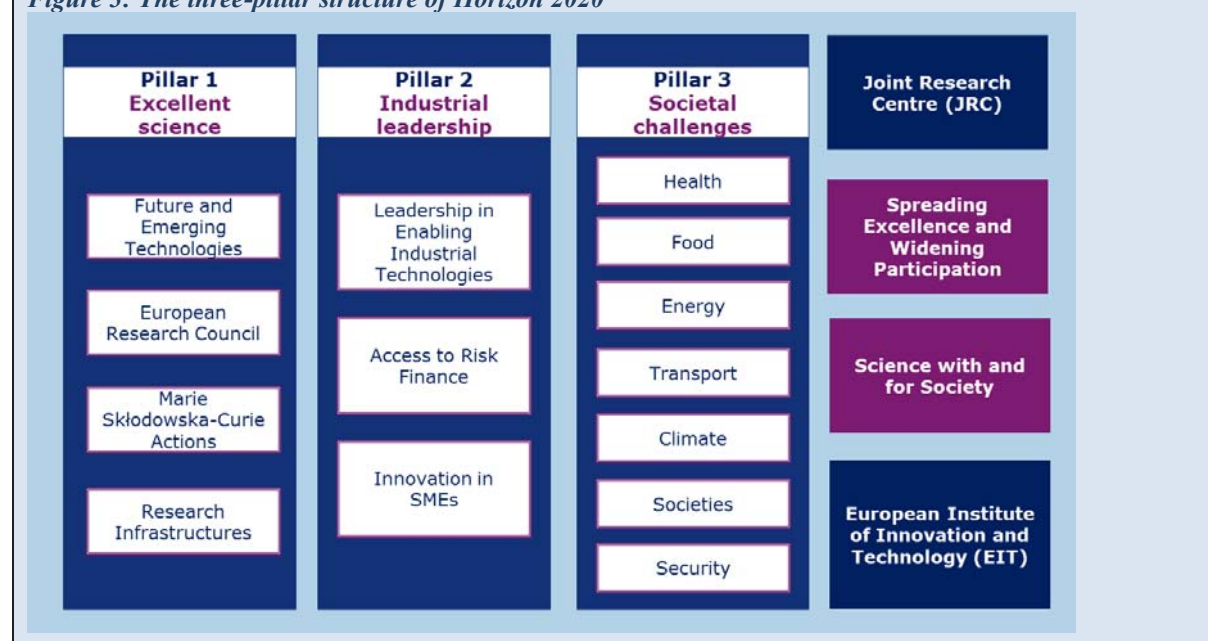 Figure 3: The three-pillar structure of Horizon 2020
Pillar 1
Excellent
science
Future and
Emerging
Technologies
European
Research Council
Marie
Skłodowska-Curie
Actions
Research
Infrastructures
Pillar 2
Industrial
leadership
Leadership in
Enabling
Industrial
Technologies
Access to Risk
Finance
Innovation in
SMEs
Pillar 3
Societal
challenges
Health
Food
Energy
Transport
Climate
Societies
Security
Joint Research
Centre (JRC)
Spreading
Excellence and
Widening
Participation
Science with and
for Society
European Institute
of Innovation and
Technology (EIT)